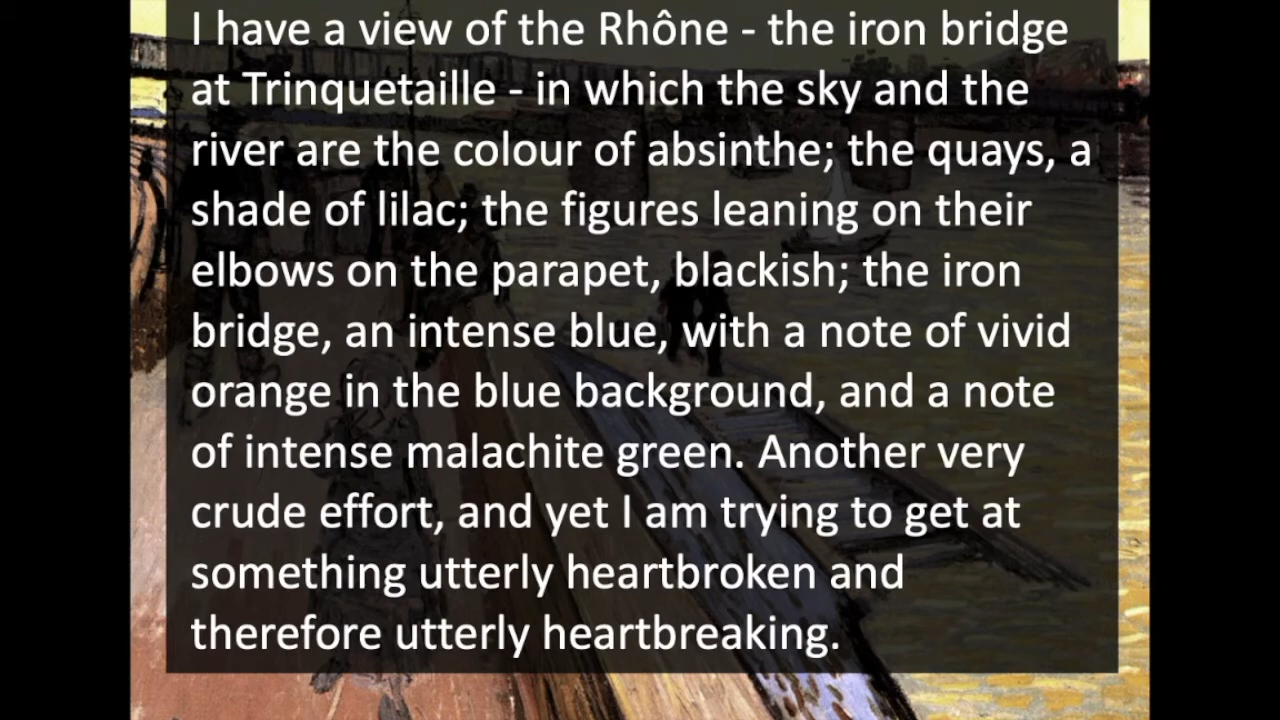 I have a view of the Rhône - the iron bridge
at Trinquetaille - in which the sky and the
river are the colour of absinthe; the quays, a
shade of lilac; the figures leaning on their
elbows on the parapet, blackish; the iron
bridge, an intense blue, with a note of vivid
orange in the blue background, and a note
of intense malachite green. Another very
crude effort, and yet I am trying to get at
something utterly heartbroken and
therefore utterly heartbreaking.